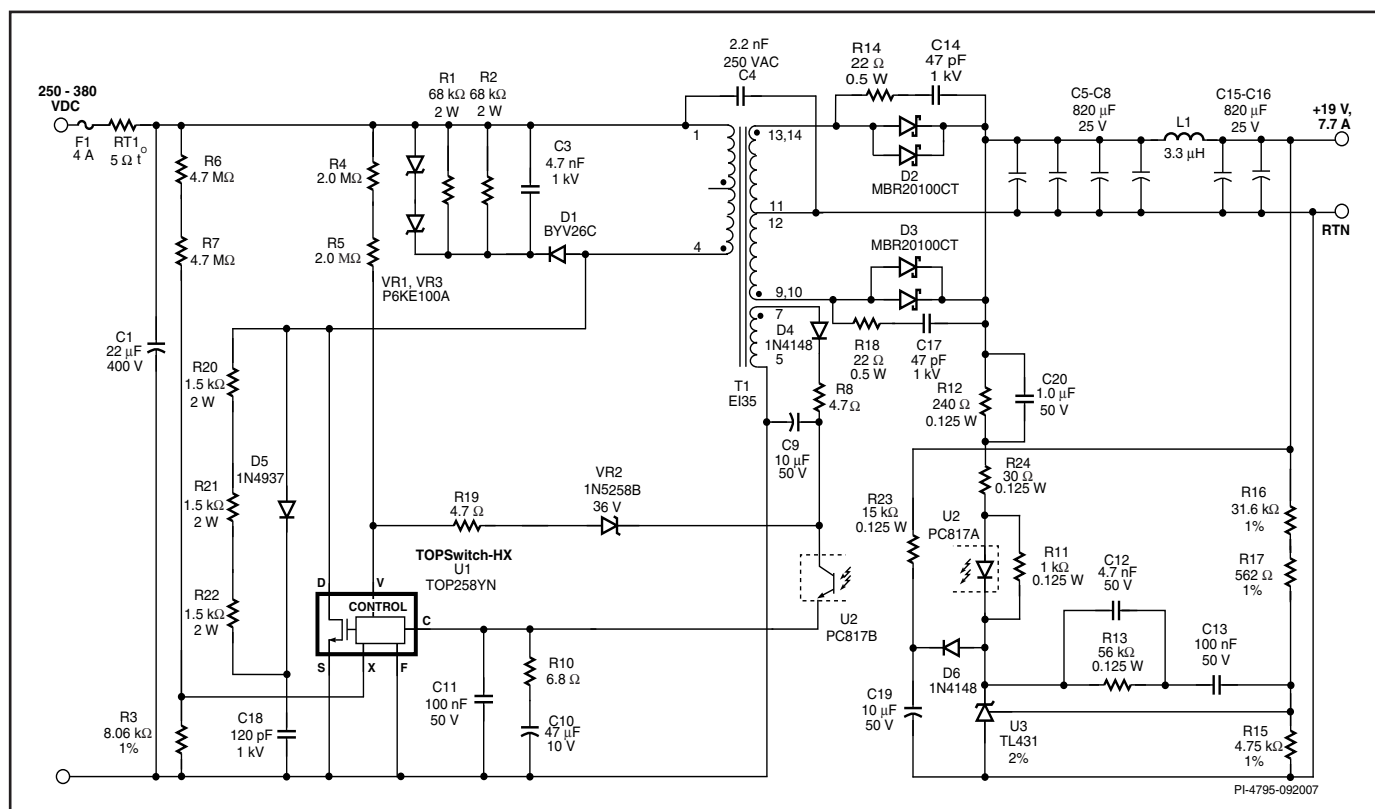 250 - 380
VDC
F1
4 A
RT1
5 Ω
t°
R6
4.7 MΩ
R7
4.7 MΩ
C1
22 µF
400 V
R4
2.0 MΩ
R5
2.0 MΩ
R1
68 kΩ
2 W
R2
68 kΩ
2 W
C3
4.7 nF
1 kV
D1
BYV26C
VR1, VR3
P6KE100A
2.2 nF
250 VAC
C4
1
4
13,14
11
12
9,10
7
5
T1
EI35
R14
22 Ω
0.5 W
C14
47 pF
1 kV
D2
MBR20100CT
D3
MBR20100CT
C5-C8
820 µF
25 V
L1
3.3 µH
C15-C16
820 µF
25 V
+19 V,
7.7 A
RTN
D4
1N4148
R18
22 Ω
0.5 W
C17
47 pF
1 kV
R8
4.7 Ω
C9
10 µF
50 V
R12
240 Ω
0.125 W
C20
1.0 µF
50 V
R20
1.5 kΩ
2 W
D5
1N4937
R21
1.5 kΩ
2 W
R22
1.5 kΩ
2 W
R19
4.7 Ω
VR2
1N5258B
36 V
TOPSwitch-HX
U1
TOP258YN
D
V
CONTROL
C
S
X
F
U2
PC817B
R24
30 Ω
0.125 W
R23
15 kΩ
0.125 W
U2
PC817A
R11
1 kΩ
0.125 W
R16
31.6 kΩ
1%
R17
562 Ω
1%
C12
4.7 nF
50 V
R13
56 kΩ
0.125 W
C13
100 nF
50 V
D6
1N4148
R3
8.06 kΩ
1%
C18
120 pF
1 kV
C11
100 nF
50 V
R10
6.8 Ω
C10
47 µF
10 V
C19
10 µF
50 V
U3
TL431
2%
R15
4.75 kΩ
1%
PI-4795-092007